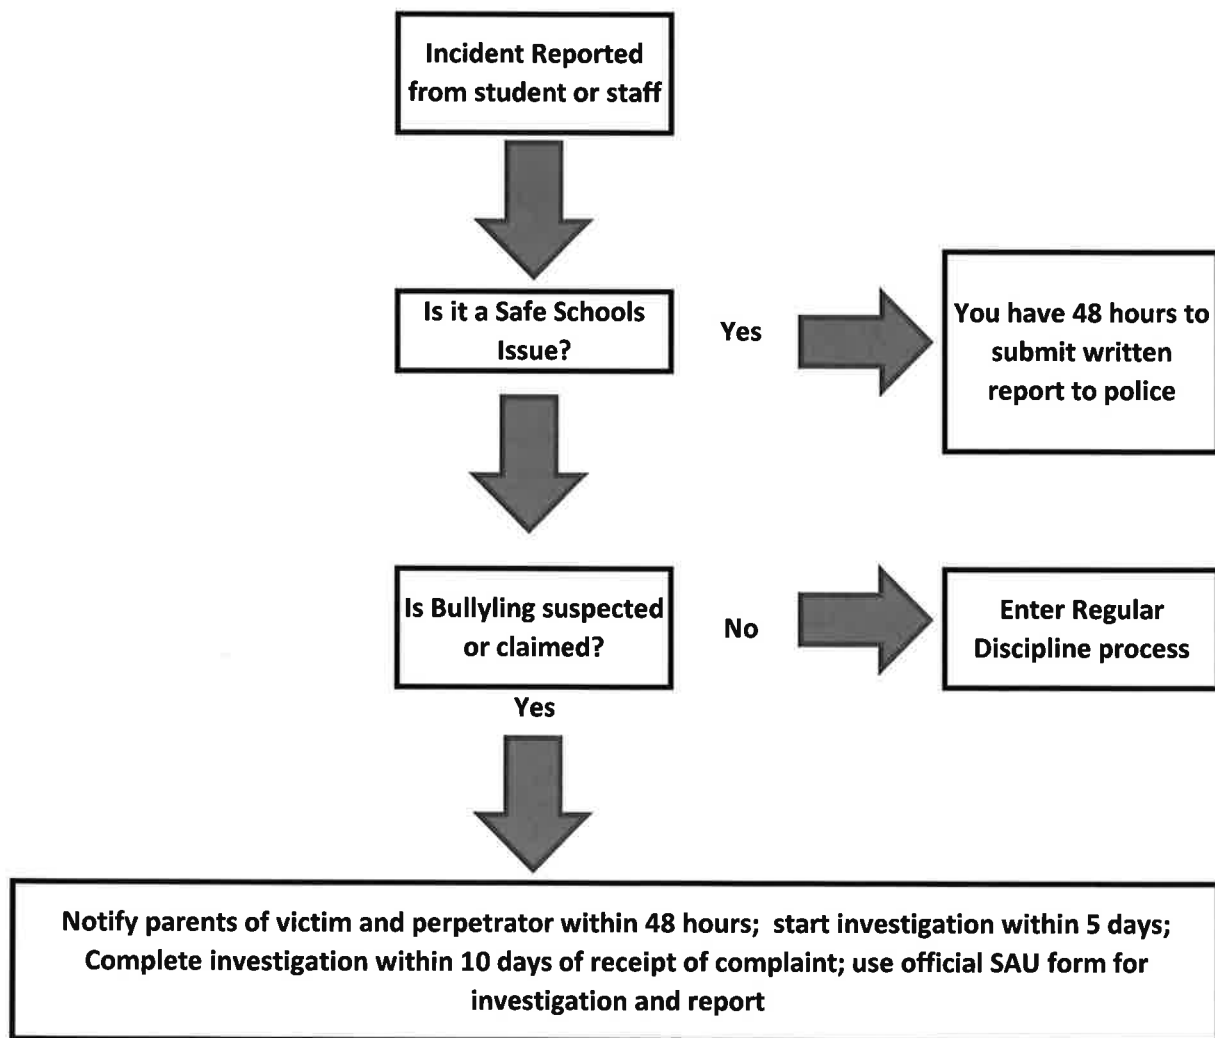 Incident Reported
from student or staff
Is it a Safe Schools
Issue?
Yes
You have 48 hours to
submit written
report to police
Is Bullyling suspected
or claimed?
No
Enter Regular
Discipline process
Yes
Notify parents of victim and perpetrator within 48 hours; start investigation within 5 days;
Complete investigation within 10 days of receipt of complaint; use official SAU form for
investigation and report